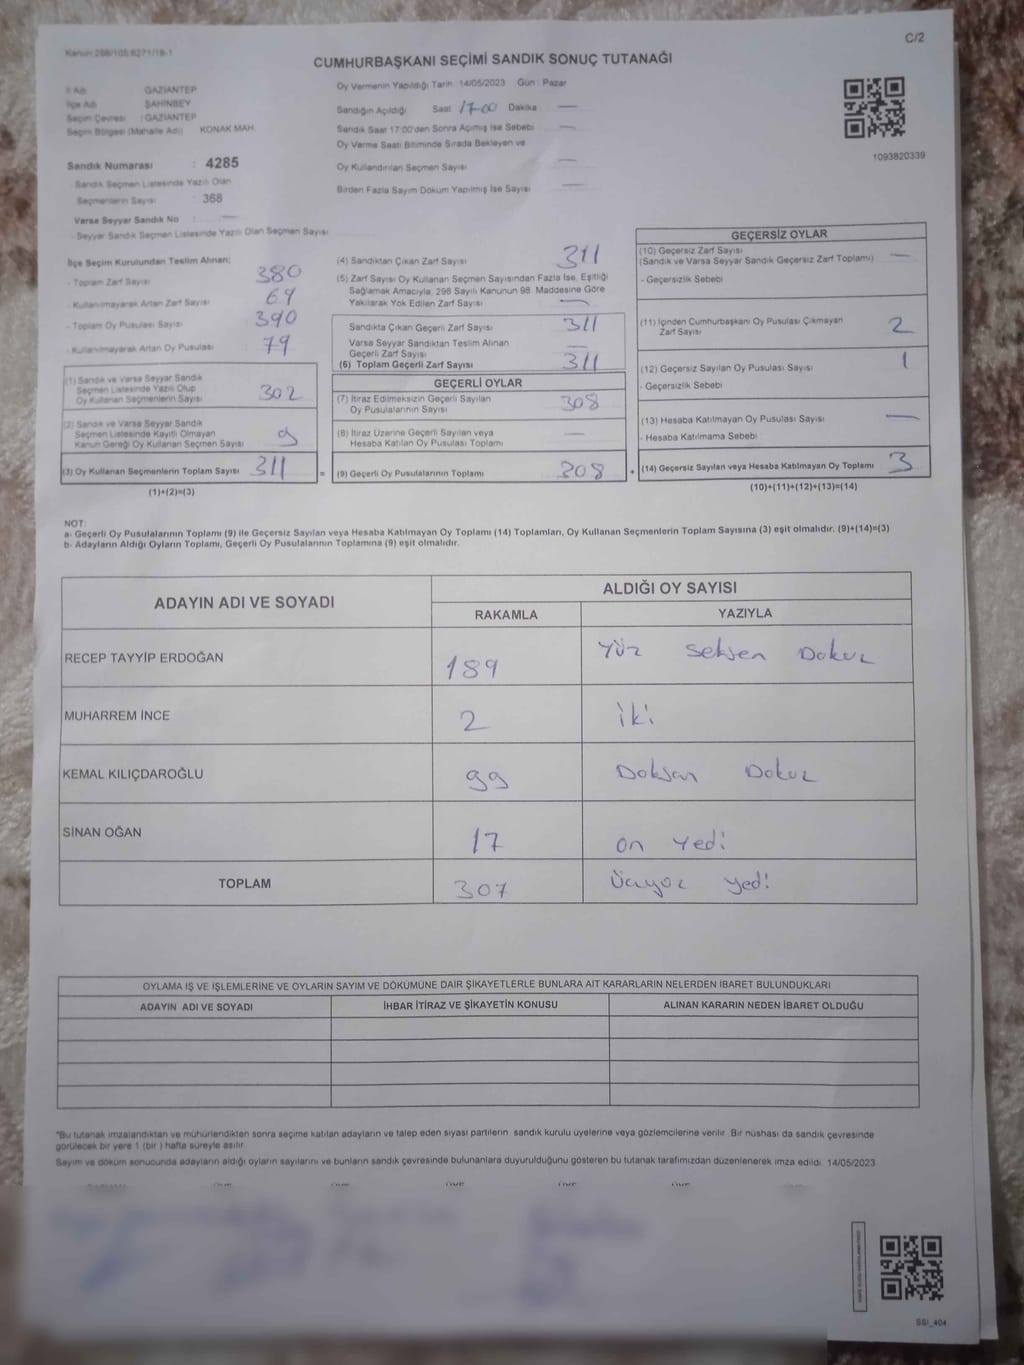 C/2
Kanun:298/105;6271/19-1
CUMHURBAŞKANI SEÇİMİ SANDIK SONUÇ TUTANAĞI
İl Adı GAZİANTEP
İlçe Adı ŞAHİNBEY
Seçim Çevresi : GAZİANTEP
Seçim Bölgesi (Mahalle Adı) KONAK MAH.
Sandık Numarası : 4285
Sandık Seçmen Listesinde Yazılı Olan
Seçmenlerin Sayısı : 368
Varsa Seyyar Sandık No : —
- Seyyar Sandık Seçmen Listesinde Yazılı Olan Seçmen Sayısı
Oy Vermenin Yapıldığı Tarih 14/05/2023 Gün : Pazar
Sandığın Açıldığı Saat 17:00 Dakika : —
Sandık Saat 17:00'den Sonra Açılmış İse Sebebi —
Oy Verme Saati Bitiminde Sırada Bekleyen ve
Oy Kullandırılan Seçmen Sayısı —
Birden Fazla Sayım Döküm Yapılmış İse Sayısı —
1093820339
İlçe Seçim Kurulundan Teslim Alınan:
- Toplam Zarf Sayısı 380
- Kullanılmayarak Artan Zarf Sayısı 69
- Toplam Oy Pusulası Sayısı 390
- Kullanılmayarak Artan Oy Pusulası 79
(1) Sandık ve Varsa Seyyar Sandık
Seçmen Listesinde Yazılı Olup
Oy Kullanan Seçmenlerin Sayısı 302
(2) Sandık ve Varsa Seyyar Sandık
Seçmen Listesinde Kayıtlı Olmayan
Kanun Gereği Oy Kullanan Seçmen Sayısı 9
(3) Oy Kullanan Seçmenlerin Toplam Sayısı 311
(1)+(2)=(3)
(4) Sandıktan Çıkan Zarf Sayısı 311
(5) Zarf Sayısı Oy Kullanan Seçmen Sayısından Fazla İse, Eşitliği
Sağlamak Amacıyla, 298 Sayılı Kanunun 98. Maddesine Göre
Yakılarak Yok Edilen Zarf Sayısı —
Sandıkta Çıkan Geçerli Zarf Sayısı 311
Varsa Seyyar Sandıktan Teslim Alınan
Geçerli Zarf Sayısı —
(6) Toplam Geçerli Zarf Sayısı 311
GEÇERLİ OYLAR
(7) İtiraz Edilmeksizin Geçerli Sayılan
Oy Pusulalarının Sayısı 308
(8) İtiraz Üzerine Geçerli Sayılan veya
Hesaba Katılan Oy Pusulası Toplamı —
= (9) Geçerli Oy Pusulalarının Toplamı 308 +
GEÇERSİZ OYLAR
(10) Geçersiz Zarf Sayısı
(Sandık ve Varsa Seyyar Sandık Geçersiz Zarf Toplamı) —
- Geçersizlik Sebebi
(11) İçinden Cumhurbaşkanı Oy Pusulası Çıkmayan
Zarf Sayısı 2
(12) Geçersiz Sayılan Oy Pusulası Sayısı 1
- Geçersizlik Sebebi
(13) Hesaba Katılmayan Oy Pusulası Sayısı —
- Hesaba Katılmama Sebebi
(14) Geçersiz Sayılan veya Hesaba Katılmayan Oy Toplamı 3
(10)+(11)+(12)+(13)=(14)
NOT:
a- Geçerli Oy Pusulalarının Toplamı (9) ile Geçersiz Sayılan veya Hesaba Katılmayan Oy Toplamı (14) Toplamları, Oy Kullanan Seçmenlerin Toplam Sayısına (3) eşit olmalıdır. (9)+(14)=(3)
b- Adayların Aldığı Oyların Toplamı, Geçerli Oy Pusulalarının Toplamına (9) eşit olmalıdır.
ADAYIN ADI VE SOYADI ALDIĞI OY SAYISI
RAKAMLA YAZIYLA
RECEP TAYYİP ERDOĞAN 189 Yüz Seksen Dokuz
MUHARREM İNCE 2 iki
KEMAL KILIÇDAROĞLU 99 Doksan Dokuz
SİNAN OĞAN 17 on Yedi
TOPLAM 307 Üçyüz yedi
OYLAMA İŞ VE İŞLEMLERİNE VE OYLARIN SAYIM VE DÖKÜMÜNE DAİR ŞİKAYETLERLE BUNLARA AİT KARARLARIN NELERDEN İBARET BULUNDUKLARI
ADAYIN ADI VE SOYADI İHBAR İTİRAZ VE ŞİKAYETİN KONUSU ALINAN KARARIN NEDEN İBARET OLDUĞU
*Bu tutanak imzalandıktan ve mühürlendikten sonra seçime katılan adayların ve talep eden siyasi partilerin sandık kurulu üyelerine veya gözlemcilerine verilir. Bir nüshası da sandık çevresinde
görülecek bir yere 1 (bir) hafta süreyle asılır.
Sayım ve döküm sonucunda adayların aldığı oyların sayılarını ve bunların sandık çevresinde bulunanlara duyurulduğunu gösteren bu tutanak tarafımızdan düzenlenerek imza edildi. 14/05/2023
SSI_404